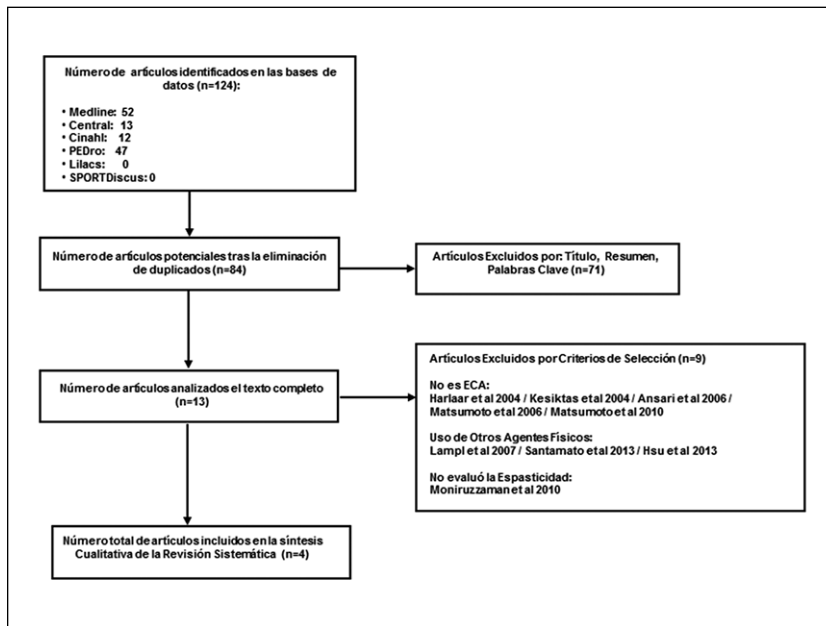 Número de artículos identificados en las bases de
datos (n=124):
• Medline: 52
• Central: 13
• Cinahl: 12
• PEDro: 47
• Lilacs: 0
• SPORTDiscus: 0
Número de artículos potenciales tras la eliminación
de duplicados (n=84)
Artículos Excluidos por: Título, Resumen,
Palabras Clave (n=71)
Número de artículos analizados el texto completo
(n=13)
Artículos Excluidos por Criterios de Selección (n=9)
No es ECA:
Harlaar et al 2004 / Kesiktas et al 2004 / Ansari et al 2006 /
Matsumoto et al 2006 / Matsumoto et al 2010
Uso de Otros Agentes Físicos:
Lampl et al 2007 / Santamato et al 2013 / Hsu et al 2013
No evaluó la Espasticidad:
Moniruzzaman et al 2010
Número total de artículos incluidos en la síntesis
Cualitativa de la Revisión Sistemática (n=4)